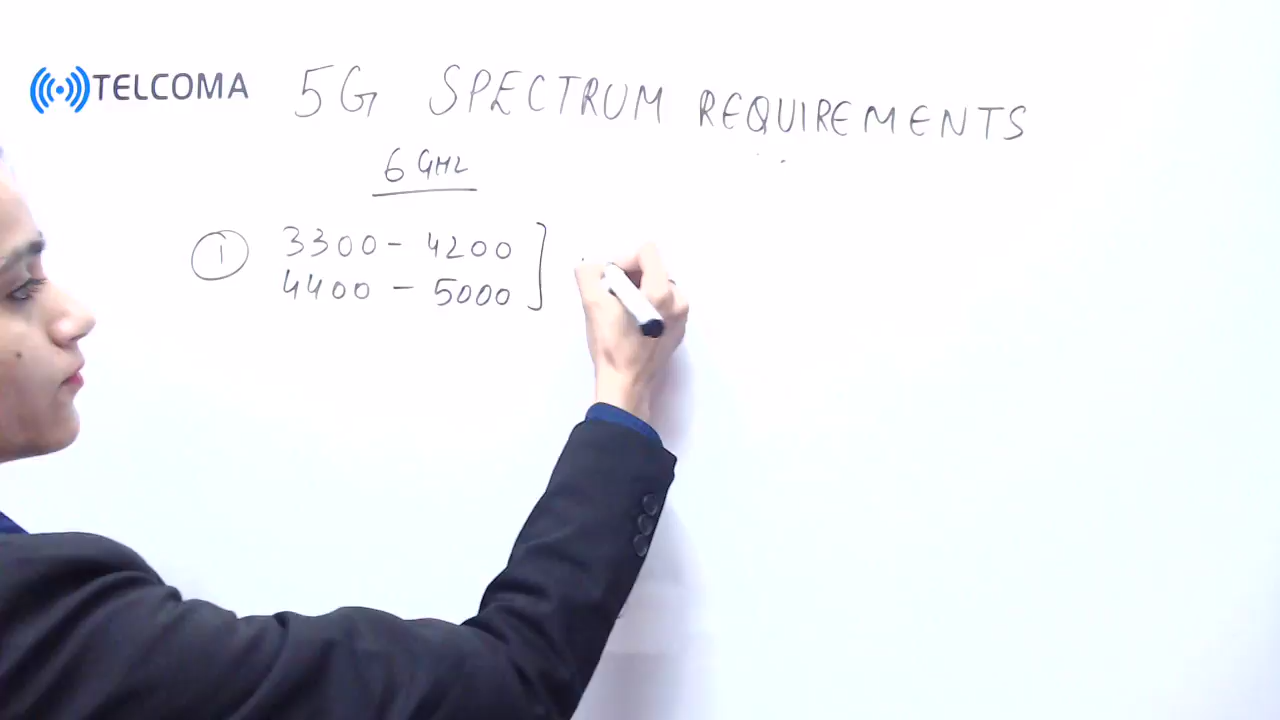 TELCOMA
5G SPECTRUM REQUIREMENTS
6 GHz
1 3300 - 4200
4400 - 5000